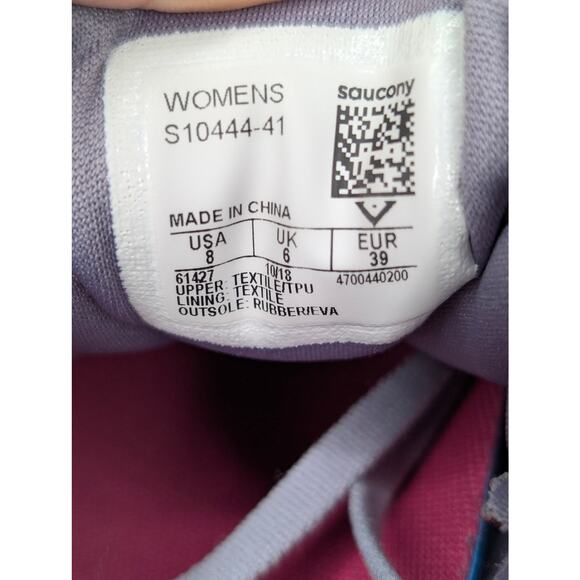 WOMENS
saucony
S10444-41
MADE IN CHINA
USA UK EUR
8 6 39
61427 10/18 4700440200
UPPER: TEXTILE/TPU
LINING: TEXTILE
OUTSOLE: RUBBER/EVA